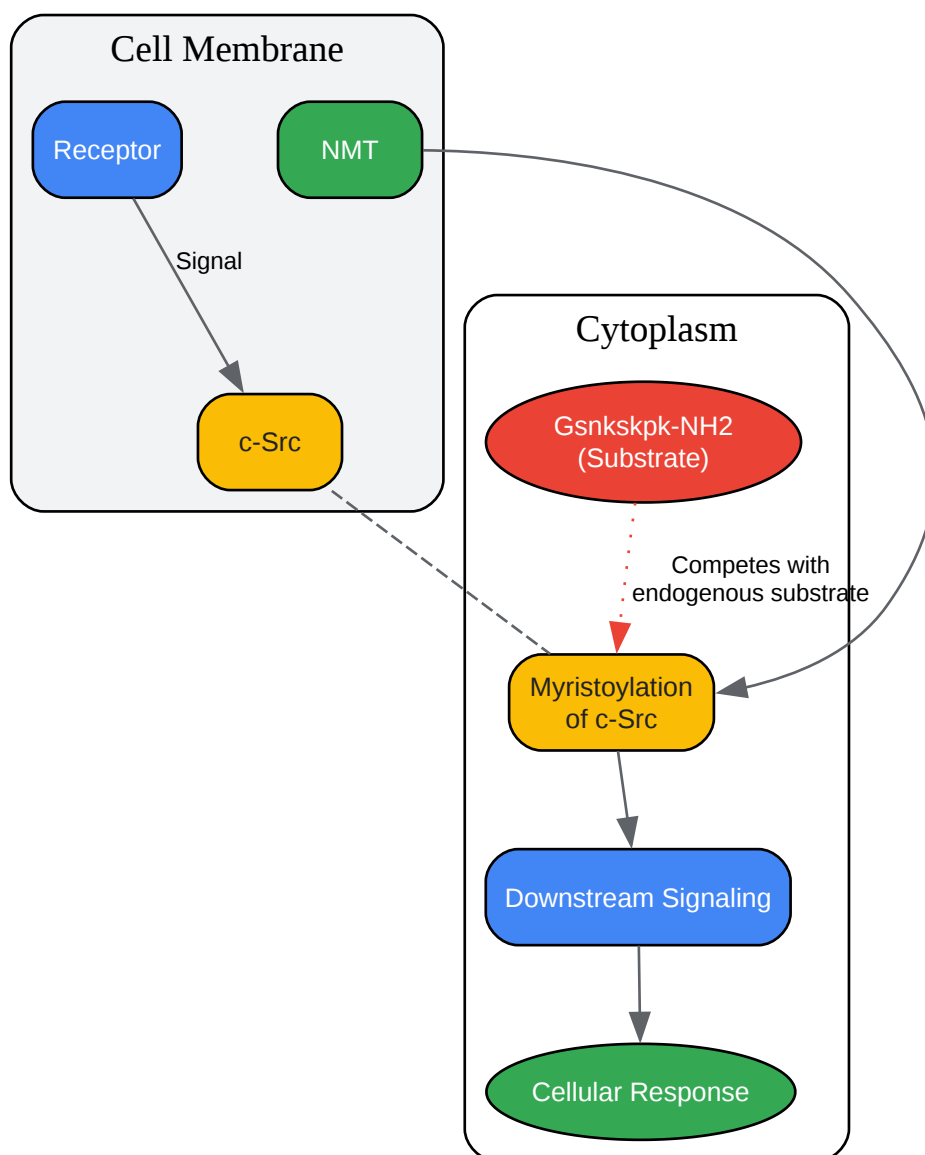 Cell Membrane
Receptor
NMT
Signal
c-Src
Cytoplasm
Gsnkskpk-NH2
(Substrate)
Competes with
endogenous substrate
Myristoylation
of c-Src
Downstream Signaling
Cellular Response